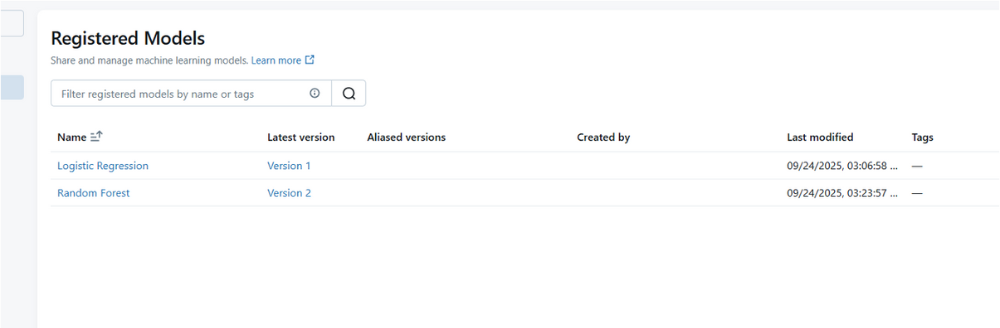 Registered Models
Share and manage machine learning models. Learn more
Filter registered models by name or tags
Name Latest version Aliased versions Created by Last modified Tags
Logistic Regression Version 1 09/24/2025, 03:06:58 ... —
Random Forest Version 2 09/24/2025, 03:23:57 ... —